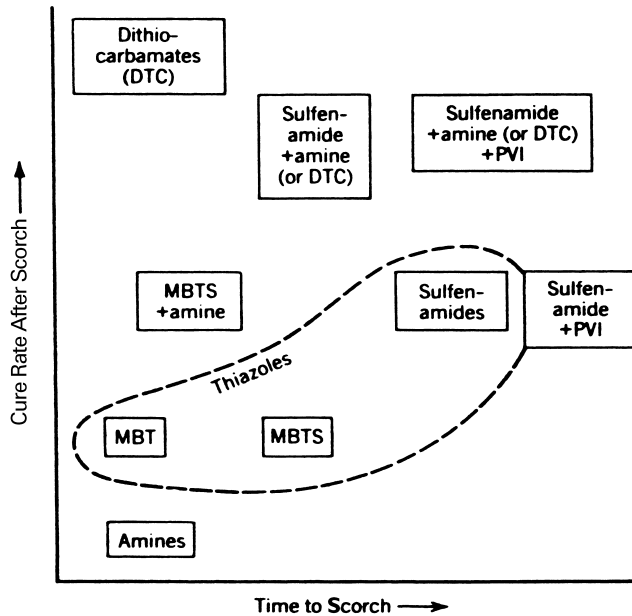 Dithio-
carbamates
(DTC)
Sulfen-
amide
+amine
(or DTC)
Sulfenamide
+amine (or DTC)
+PVI
MBTS
+amine
Sulfen-
amides
Sulfen-
amide
+PVI
Thiazoles
MBT
MBTS
Amines
Cure Rate After Scorch
Time to Scorch